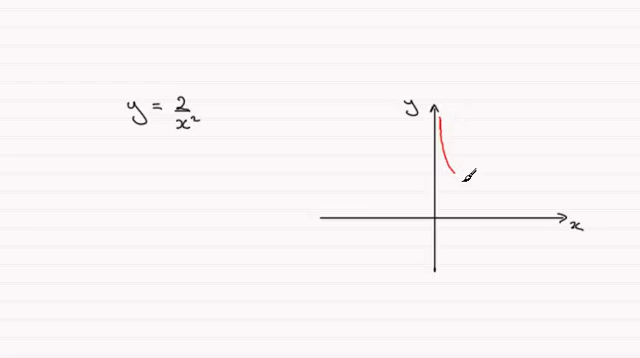 y = 2/x²
y
x